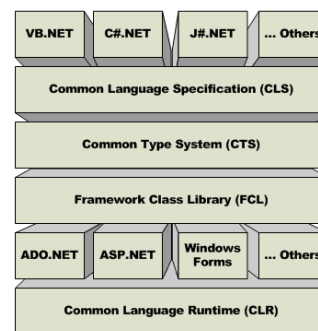 VB.NET C#.NET J#.NET ... Others
Common Language Specification (CLS)
Common Type System (CTS)
Framework Class Library (FCL)
ADO.NET ASP.NET Windows Forms ... Others
Common Language Runtime (CLR)